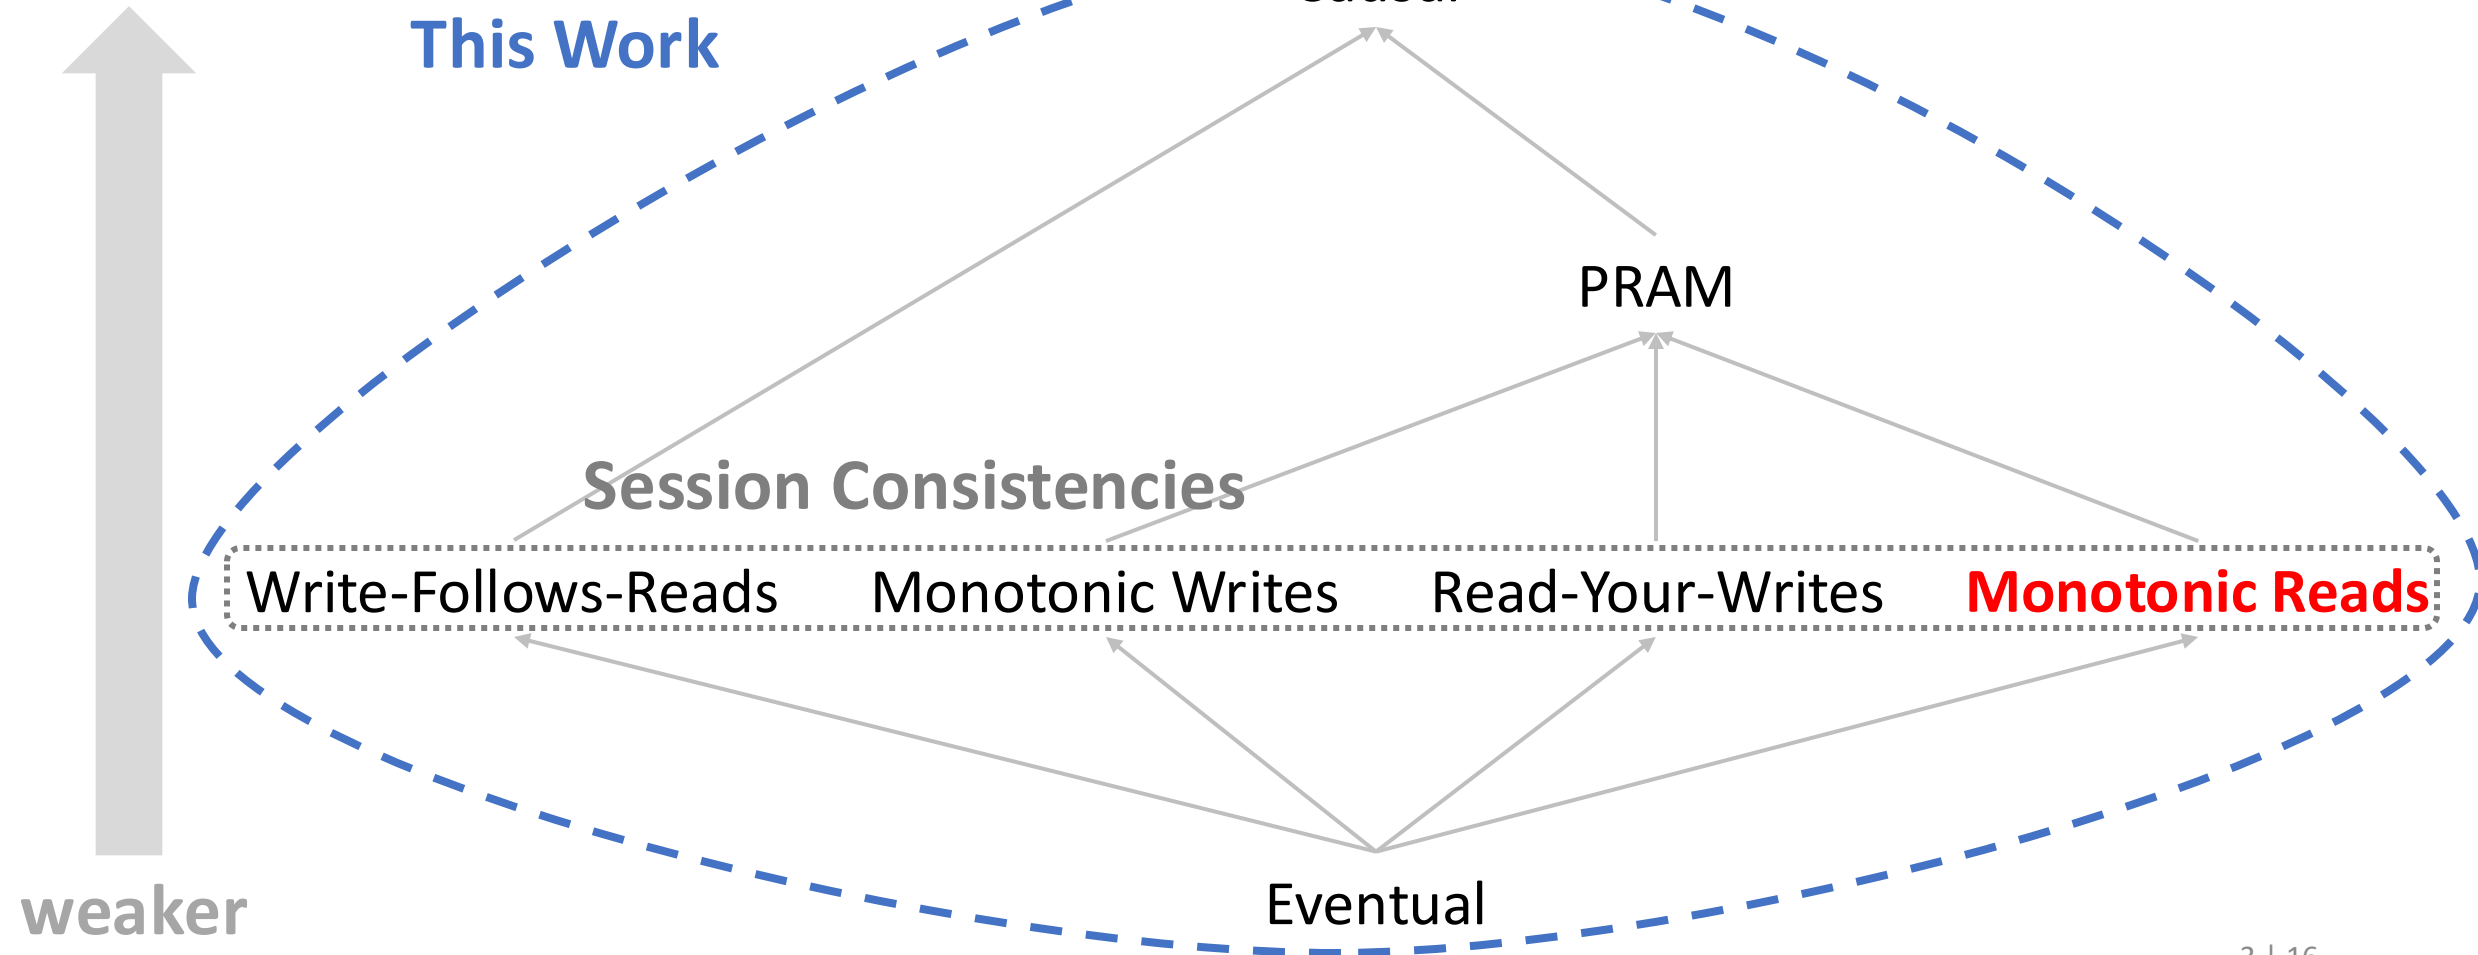 This Work
PRAM
Session Consistencies
Write-Follows-Reads Monotonic Writes Read-Your-Writes Monotonic Reads
Eventual
weaker